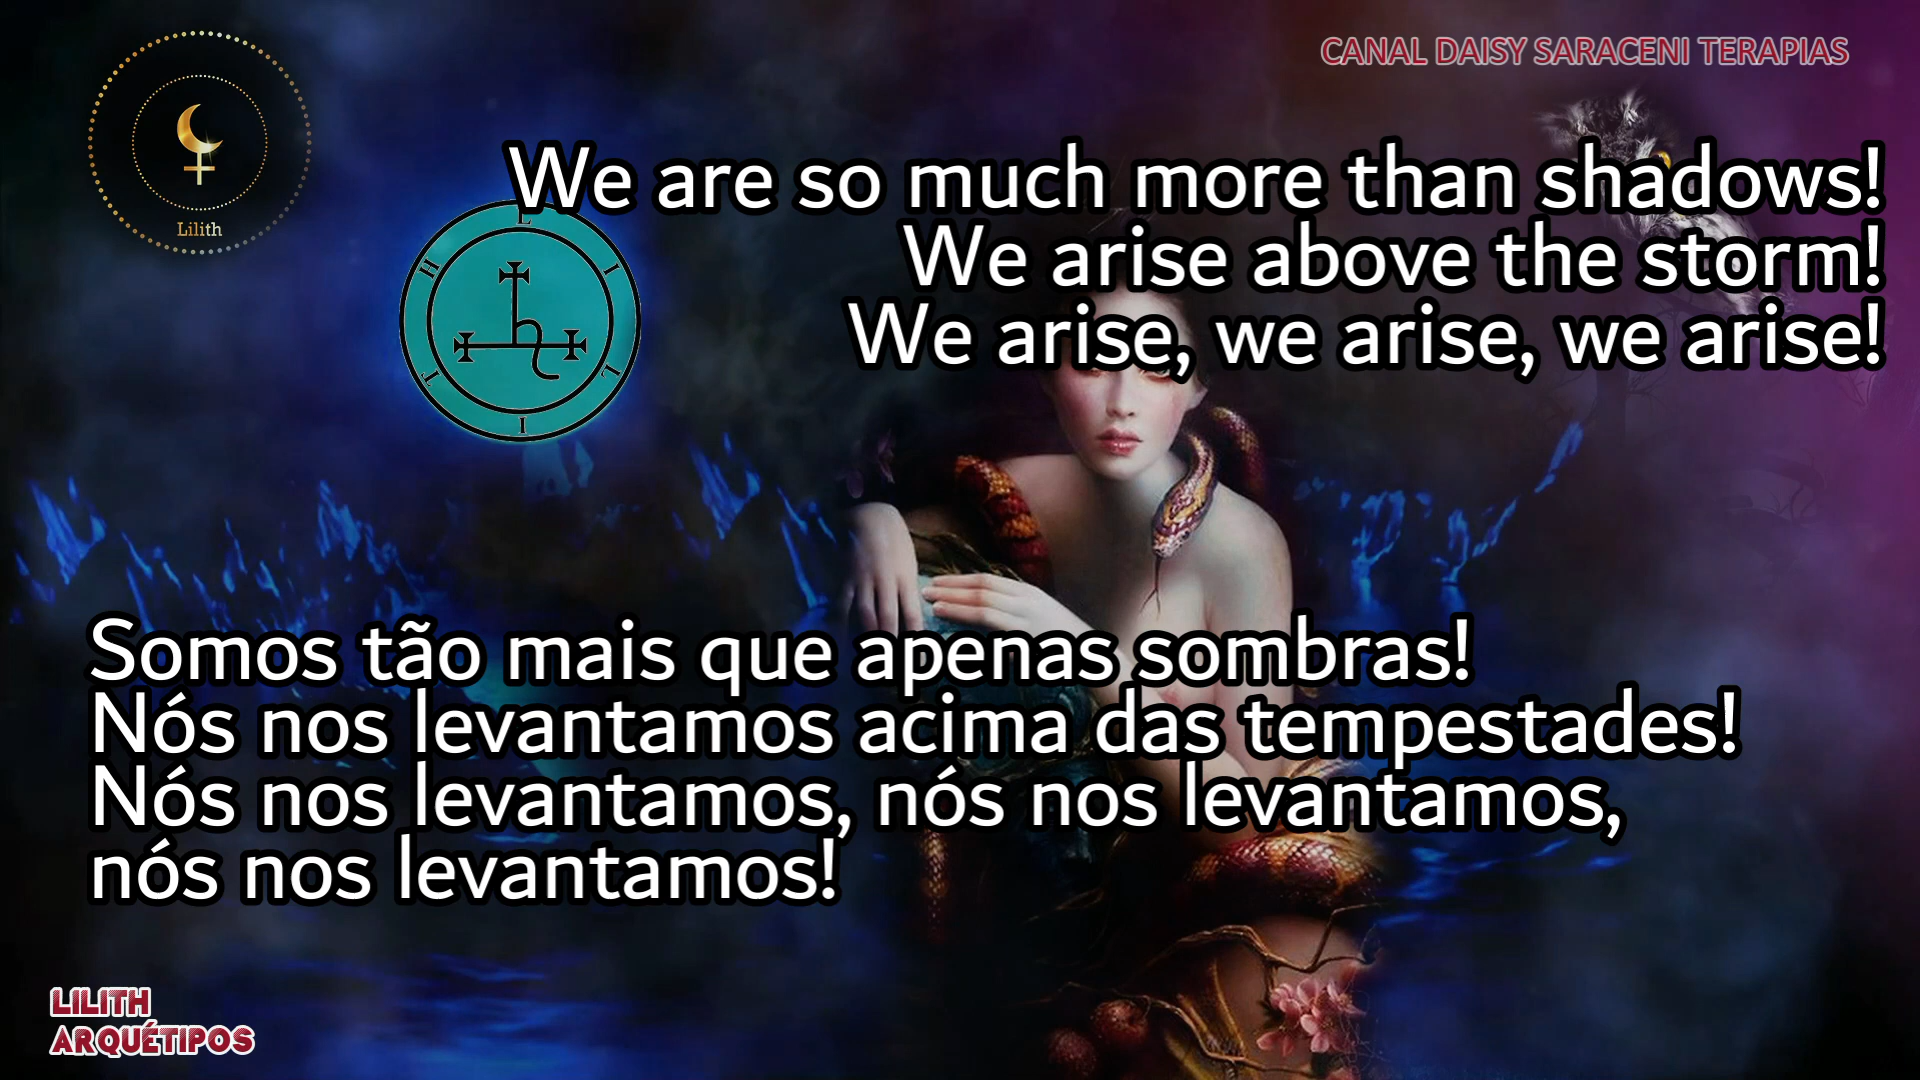 CANAL DAISY SARACENI TERAPIAS
Lilith
We are so much more than shadows!
We arise above the storm!
We arise, we arise, we arise!
L I L I T H
Somos tão mais que apenas sombras!
Nós nos levantamos acima das tempestades!
Nós nos levantamos, nós nos levantamos,
nós nos levantamos!
LILITH
ARQUÉTIPOS